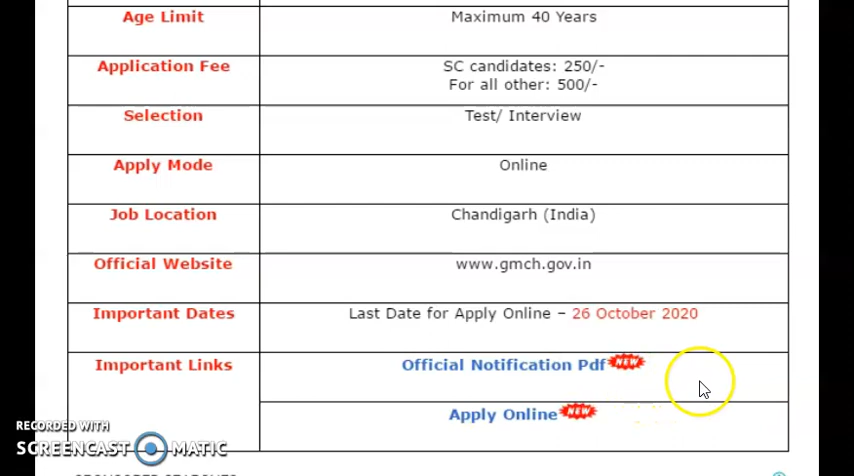 Age Limit
Maximum 40 Years
Application Fee
SC candidates: 250/-
For all other: 500/-
Selection
Test/ Interview
Apply Mode
Online
Job Location
Chandigarh (India)
Official Website
www.gmch.gov.in
Important Dates
Last Date for Apply Online – 26 October 2020
Important Links
Official Notification Pdf NEW
Apply Online NEW
RECORDED WITH
SCREENCAST MATIC